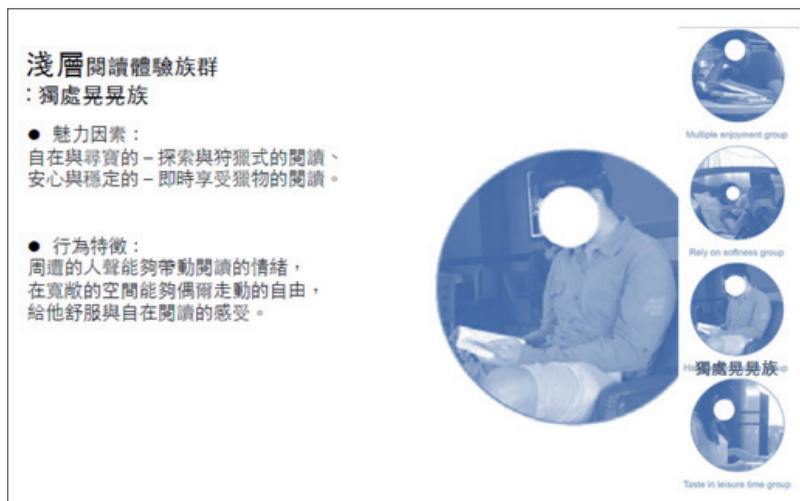 淺層閱讀體驗族群
：獨處晃晃族
● 魅力因素：
自在與尋寶的 – 探索與狩獵式的閱讀、
安心與穩定的 – 即時享受獵物的閱讀。
● 行為特徵：
周遭的人聲能夠帶動閱讀的情緒，
在寬敞的空間能夠偶爾走動的自由，
給他舒服與自在閱讀的感受。
Multiple enjoyment group
Rely on softness group
獨處晃晃族
Taste in leisure time group